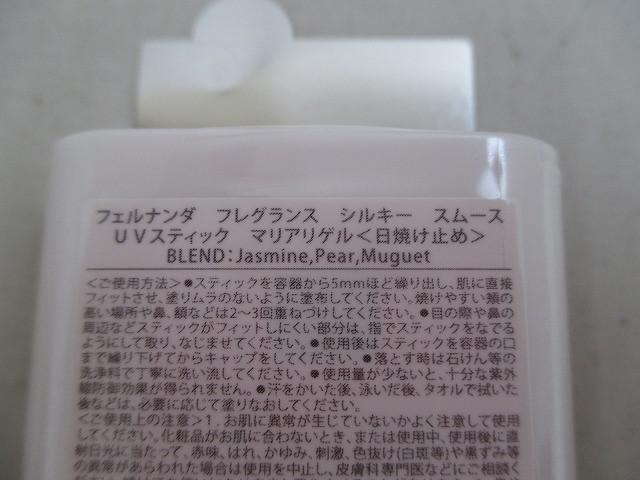 フェルナンダ　フレグランス　シルキー　スムース
ＵＶスティック　マリアリゲル＜日焼け止め＞
BLEND：Jasmine,Pear,Muguet
＜ご使用方法＞●スティックを容器から5mmほど繰り出し、肌に直接
フィットさせ、塗りムラのないように塗布してください。焼けやすい頬の
高い場所や鼻、額などは2～3回重ねづけしてください。●目の際や鼻の
周辺などスティックがフィットしにくい部分は、指でスティックをなでる
ようにして取り、なじませてください。●使用後はスティックを容器の口
まで繰り下げてからキャップをしてください。●落とす時は石けん等の
洗浄料で丁寧に洗い流してください。●使用量が少ないと、十分な紫外
線防御効果が得られません。●汗をかいた後、泳いだ後、タオルで拭いた
後などは、必要に応じて塗りなおしてください。
＜ご使用上の注意＞1．お肌に異常が生じていないかよく注意して使用
してください。化粧品がお肌に合わないとき、または使用中、使用後に直
射日光に当たって、赤味、はれ、かゆみ、刺激、色抜け(白斑等)や黒ずみ等
の異常があらわれた場合は使用を中止し、皮膚科専門医などにご相談く